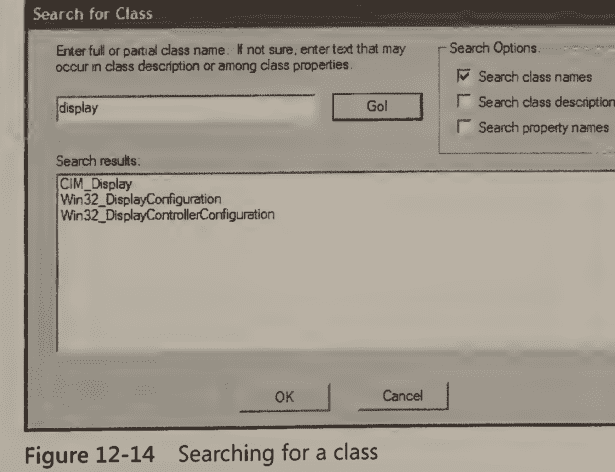 Search for Class
Enter full or partial class name. If not sure, enter text that may
occur in class description or among class properties.
display
Go!
Search Options
Search class names
Search class description
Search property names
Search results:
CIM_Display
Win32_DisplayConfiguration
Win32_DisplayControllerConfiguration
OK
Cancel
Figure 12-14 Searching for a class